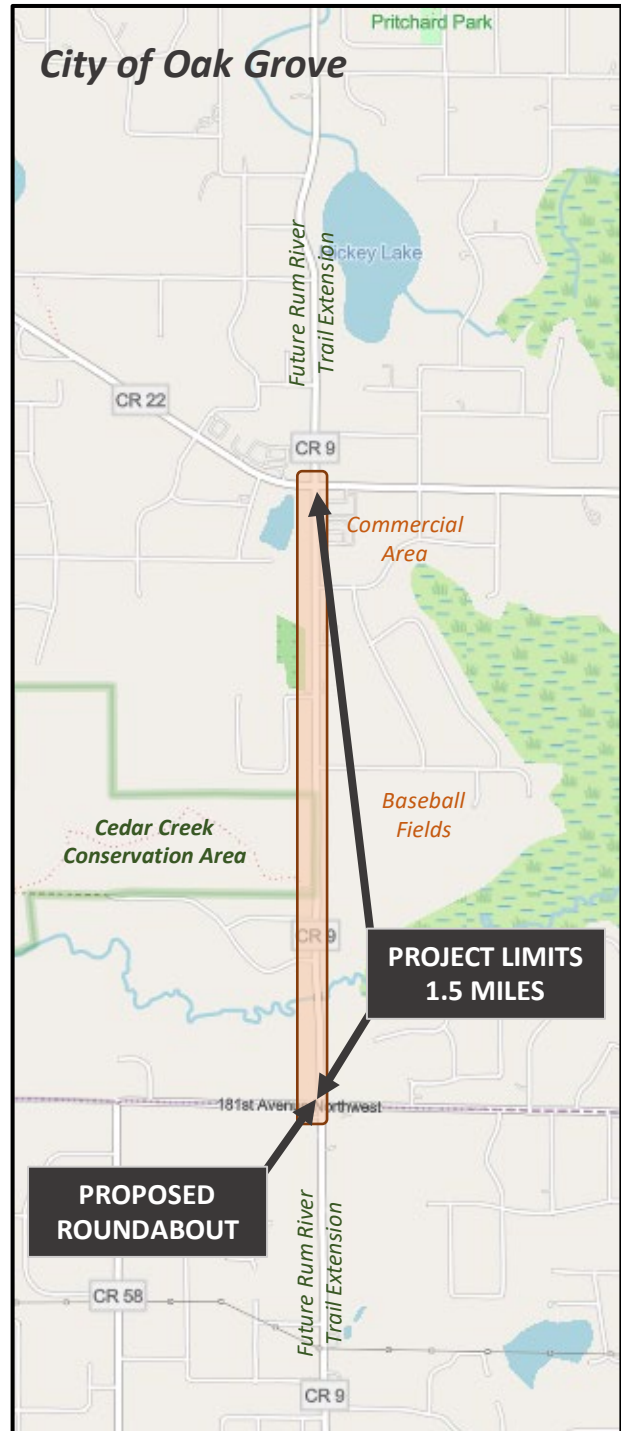 Pritchard Park
City of Oak Grove
Future Rum River
Trail Extension
ickey Lake
CR 22
CR 9
Commercial
Area
Baseball
Fields
Cedar Creek
Conservation Area
CR 9
PROJECT LIMITS
1.5 MILES
181st Avenue Northwest
PROPOSED
ROUNDABOUT
Future Rum River
Trail Extension
CR 58
CR 9